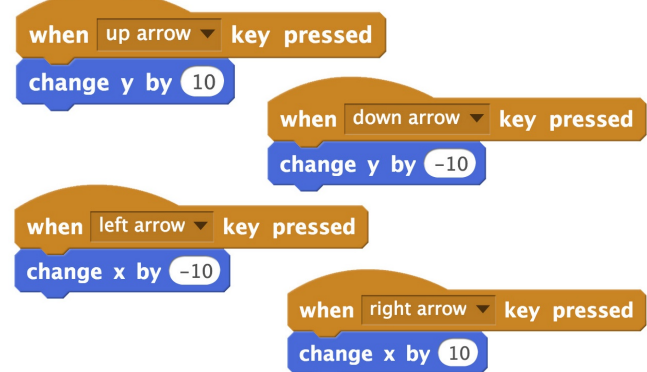 when up arrow key pressed
change y by 10
when down arrow key pressed
change y by -10
when left arrow key pressed
change x by -10
when right arrow key pressed
change x by 10